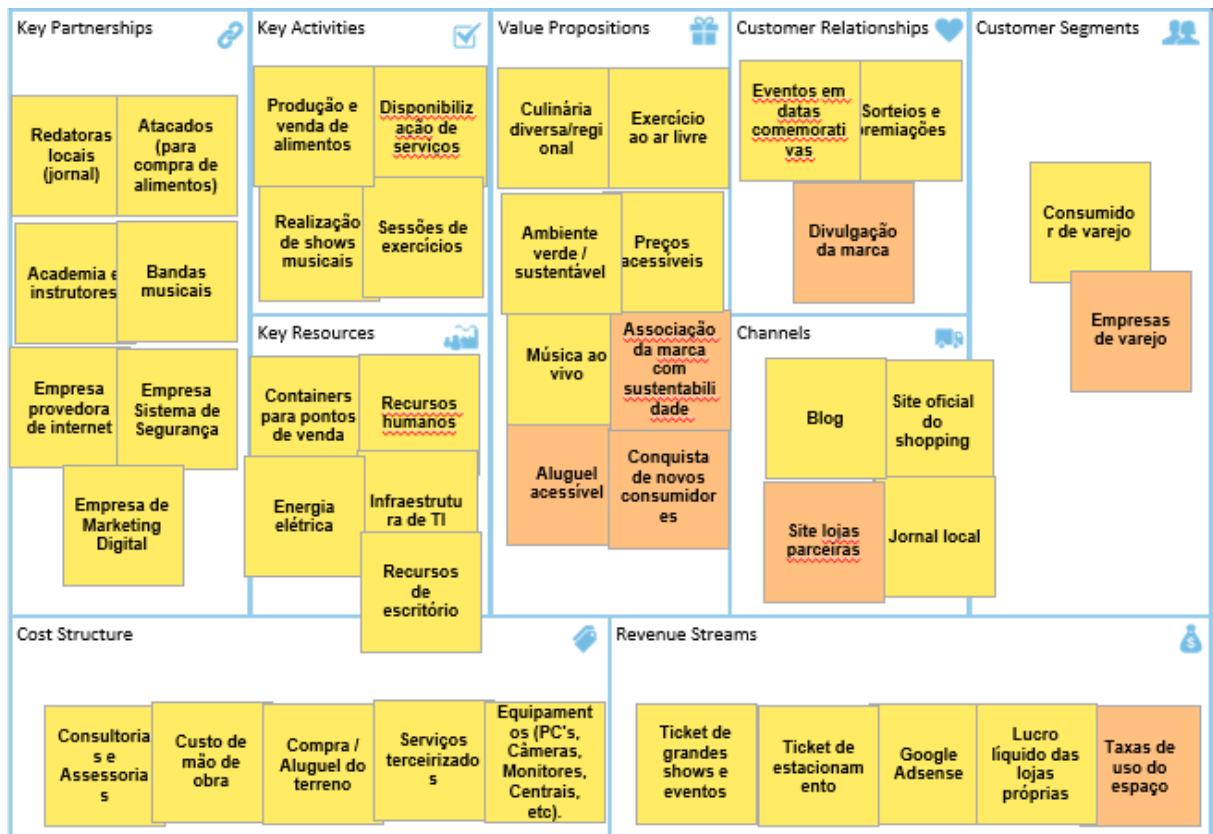 Key Partnerships
Redatoras
locais
(jornal)
Atacados
(para
compra de
alimentos)
Academia e
instrutores
Bandas
musicais
Empresa
provedora
de internet
Empresa
Sistema de
Segurança
Empresa de
Marketing
Digital
Key Activities
Produção e
venda de
alimentos
Disponibiliz
ação de
serviços
Realização
de shows
musicais
Sessões de
exercícios
Key Resources
Containers
para pontos
de venda
Recursos
humanos
Energia
elétrica
Infraestrutu
ra de TI
Recursos
de
escritório
Value Propositions
Culinária
diversa/regi
onal
Exercício
ao ar livre
Ambiente
verde /
sustentável
Preços
acessíveis
Música ao
vivo
Associação
da marca
com
sustentabili
dade
Aluguel
acessível
Conquista
de novos
consumidor
es
Customer Relationships
Eventos em
datas
comemorati
vas
Sorteios e
premiações
Divulgação
da marca
Channels
Blog
Site oficial
do
shopping
Site lojas
parceiras
Jornal local
Customer Segments
Consumido
r de varejo
Empresas
de varejo
Cost Structure
Consultoria
s e
Assessoria
s
Custo de
mão de
obra
Compra /
Aluguel do
terreno
Serviços
terceirizado
s
Equipament
os (PC's,
Câmeras,
Monitores,
Centrais,
etc).
Revenue Streams
Ticket de
grandes
shows e
eventos
Ticket de
estacionam
ento
Google
Adsense
Lucro
líquido das
lojas
próprias
Taxas de
uso do
espaço